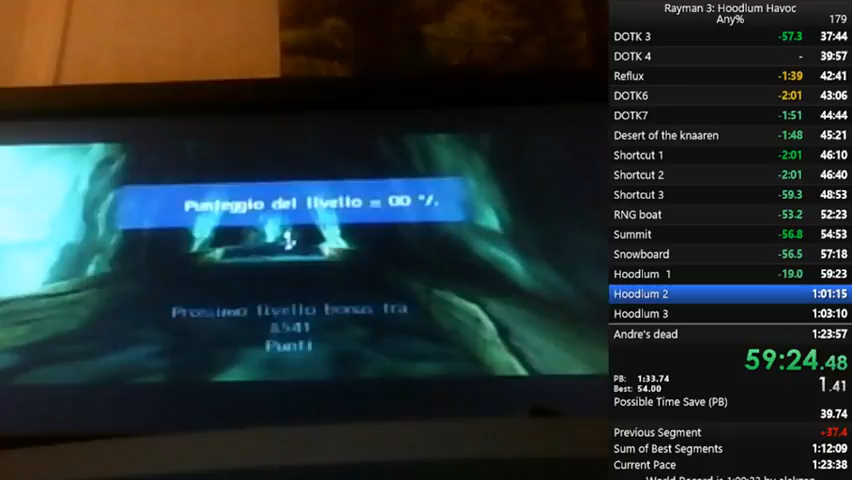 Punteggio del livello = 00 %.
Prossimo livello bonus tra
Punti
Rayman 3: Hoodlum Havoc
Any% 179
DOTK 3 -57.3 37:44
DOTK 4 - 39:57
Reflux -1:39 42:41
DOTK6 -2:01 43:06
DOTK7 -1:51 44:44
Desert of the knaaren -1:48 45:21
Shortcut 1 -2:01 46:10
Shortcut 2 -2:01 46:40
Shortcut 3 -59.3 48:53
RNG boat -53.2 52:23
Summit -56.8 54:53
Snowboard -56.5 57:18
Hoodlum 1 -19.0 59:23
Hoodlum 2 1:01:15
Hoodlum 3 1:03:10
Andre's dead 1:23:57
59:24.48
PB: 1:33.74
Best: 54.00
1.41
Possible Time Save (PB)
39.74
Previous Segment +37.4
Sum of Best Segments 1:12:09
Current Pace 1:23:38